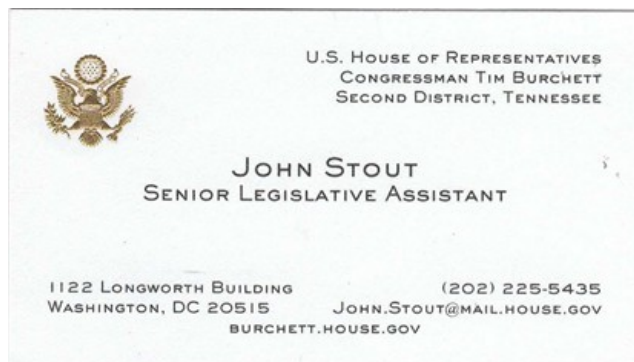 U.S. House of Representatives
Congressman Tim Burchett
Second District, Tennessee
John Stout
Senior Legislative Assistant
1122 Longworth Building
(202) 225-5435
Washington, DC 20515
John.Stout@mail.house.gov
burchett.house.gov